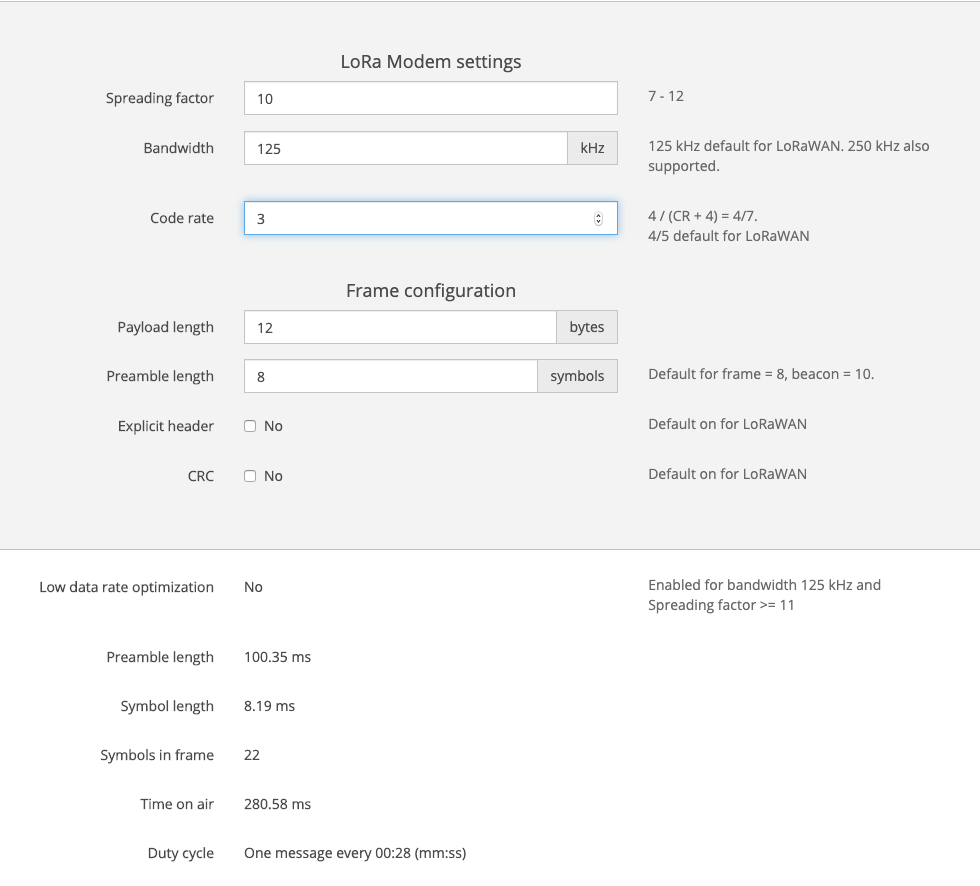 LoRa Modem settings
Spreading factor 10 7 - 12
Bandwidth 125 kHz 125 kHz default for LoRaWAN. 250 kHz also
supported.
Code rate 3 4 / (CR + 4) = 4/7.
4/5 default for LoRaWAN
Frame configuration
Payload length 12 bytes
Preamble length 8 symbols Default for frame = 8, beacon = 10.
Explicit header No Default on for LoRaWAN
CRC No Default on for LoRaWAN
Low data rate optimization No Enabled for bandwidth 125 kHz and
Spreading factor >= 11
Preamble length 100.35 ms
Symbol length 8.19 ms
Symbols in frame 22
Time on air 280.58 ms
Duty cycle One message every 00:28 (mm:ss)